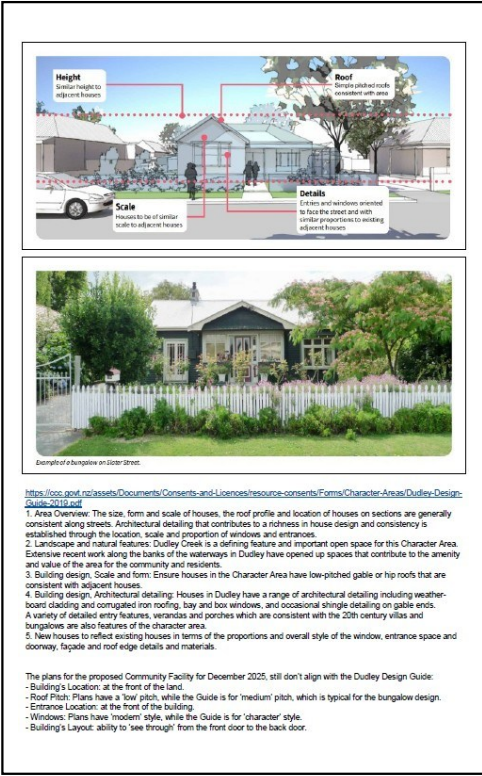 Height
Similar height to
adjacent houses
Roof
Simple pitched roofs
consistent with area
Scale
Houses to be of similar
scale to adjacent houses
Details
Entries and windows oriented
to face the street and with
similar proportions to existing
adjacent houses
Example of a bungalow on Slater Street.
https://ccc.govt.nz/assets/Documents/Consents-and-Licences/resource-consents/Forms/Character-Areas/Dudley-Design-
Guide-2019.pdf
1. Area Overview: The size, form and scale of houses, the roof profile and location of houses on sections are generally
consistent along streets. Architectural detailing that contributes to a richness in house design and consistency is
established through the location, scale and proportion of windows and entrances.
2. Landscape and natural features: Dudley Creek is a defining feature and important open space for this Character Area.
Extensive recent work along the banks of the waterways in Dudley have opened up spaces that contribute to the amenity
and value of the area for the community and residents.
3. Building design, Scale and form: Ensure houses in the Character Area have low-pitched gable or hip roofs that are
consistent with adjacent houses.
4. Building design, Architectural detailing: Houses in Dudley have a range of architectural detailing including weather-
board cladding and corrugated iron roofing, bay and box windows, and occasional shingle detailing on gable ends.
A variety of detailed entry features, verandas and porches which are consistent with the 20th century villas and
bungalows are also features of the character area.
5. New houses to reflect existing houses in terms of the proportions and overall style of the window, entrance space and
doorway, façade and roof edge details and materials.
The plans for the proposed Community Facility for December 2025, still don't align with the Dudley Design Guide:
- Building's Location: at the front of the land.
- Roof Pitch: Plans have a 'low' pitch, while the Guide is for 'medium' pitch, which is typical for the bungalow design.
- Entrance Location: at the front of the building.
- Windows: Plans have 'modern' style, while the Guide is for 'character' style.
- Building's Layout: ability to 'see through' from the front door to the back door.